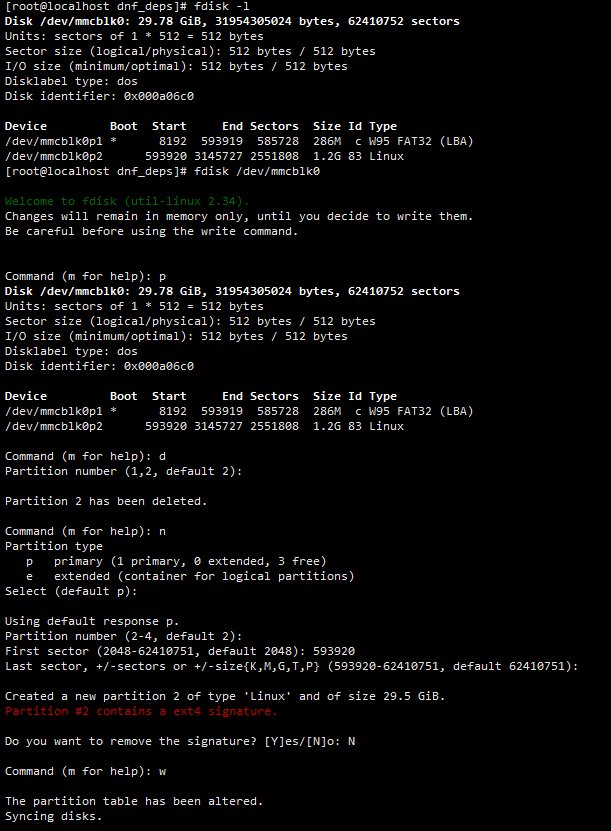 [root@localhost dnf_deps]# fdisk -l
Disk /dev/mmcblk0: 29.78 GiB, 31954305024 bytes, 62410752 sectors
Units: sectors of 1 * 512 = 512 bytes
Sector size (logical/physical): 512 bytes / 512 bytes
I/O size (minimum/optimal): 512 bytes / 512 bytes
Disklabel type: dos
Disk identifier: 0x000a06c0

Device         Boot  Start     End Sectors  Size Id Type
/dev/mmcblk0p1 *      8192  593919  585728  286M  c W95 FAT32 (LBA)
/dev/mmcblk0p2      593920 3145727 2551808  1.2G 83 Linux
[root@localhost dnf_deps]# fdisk /dev/mmcblk0

Welcome to fdisk (util-linux 2.34).
Changes will remain in memory only, until you decide to write them.
Be careful before using the write command.


Command (m for help): p
Disk /dev/mmcblk0: 29.78 GiB, 31954305024 bytes, 62410752 sectors
Units: sectors of 1 * 512 = 512 bytes
Sector size (logical/physical): 512 bytes / 512 bytes
I/O size (minimum/optimal): 512 bytes / 512 bytes
Disklabel type: dos
Disk identifier: 0x000a06c0

Device         Boot  Start     End Sectors  Size Id Type
/dev/mmcblk0p1 *      8192  593919  585728  286M  c W95 FAT32 (LBA)
/dev/mmcblk0p2      593920 3145727 2551808  1.2G 83 Linux

Command (m for help): d
Partition number (1,2, default 2):

Partition 2 has been deleted.

Command (m for help): n
Partition type
   p   primary (1 primary, 0 extended, 3 free)
   e   extended (container for logical partitions)
Select (default p):

Using default response p.
Partition number (2-4, default 2):
First sector (2048-62410751, default 2048): 593920
Last sector, +/-sectors or +/-size{K,M,G,T,P} (593920-62410751, default 62410751):

Created a new partition 2 of type 'Linux' and of size 29.5 GiB.
Partition #2 contains a ext4 signature.

Do you want to remove the signature? [Y]es/[N]o: N

Command (m for help): w

The partition table has been altered.
Syncing disks.